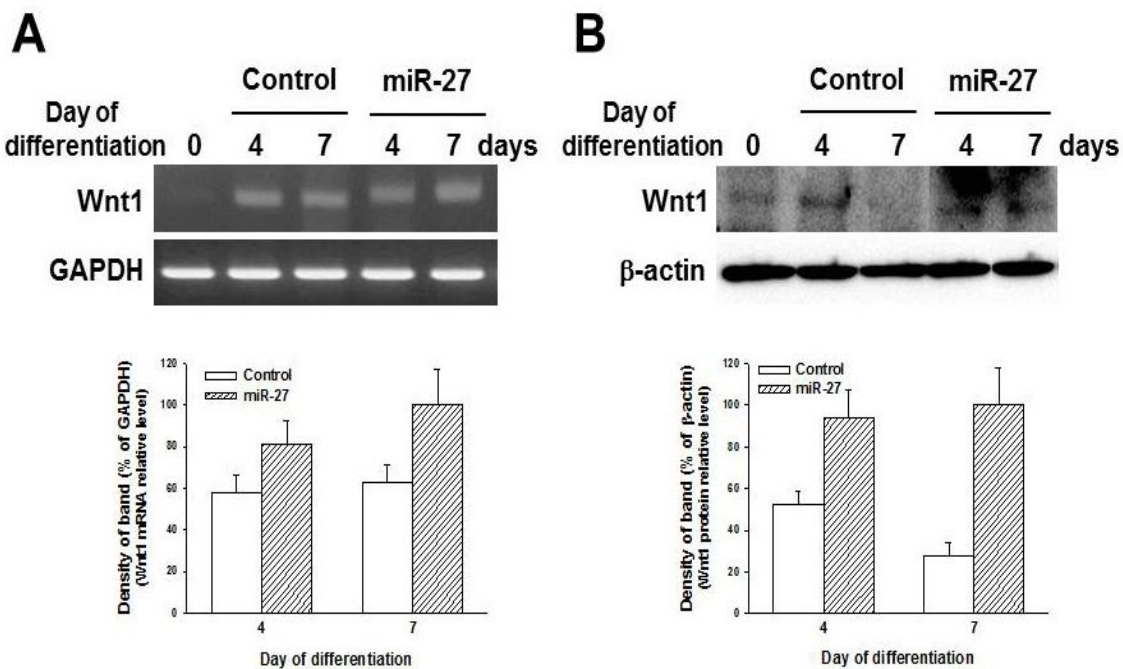 A
Control miR-27
Day of
differentiation 0 4 7 4 7 days
Wnt1
GAPDH
Density of band (% of GAPDH)
(Wnt1 mRNA relative level)
120
100
80
60
40
20
0
Control
miR-27
4 7
Day of differentiation
B
Control miR-27
Day of
differentiation 0 4 7 4 7 days
Wnt1
β-actin
Density of band (% of β-actin)
(Wnt1 protein relative level)
120
100
80
60
40
20
0
Control
miR-27
4 7
Day of differentiation